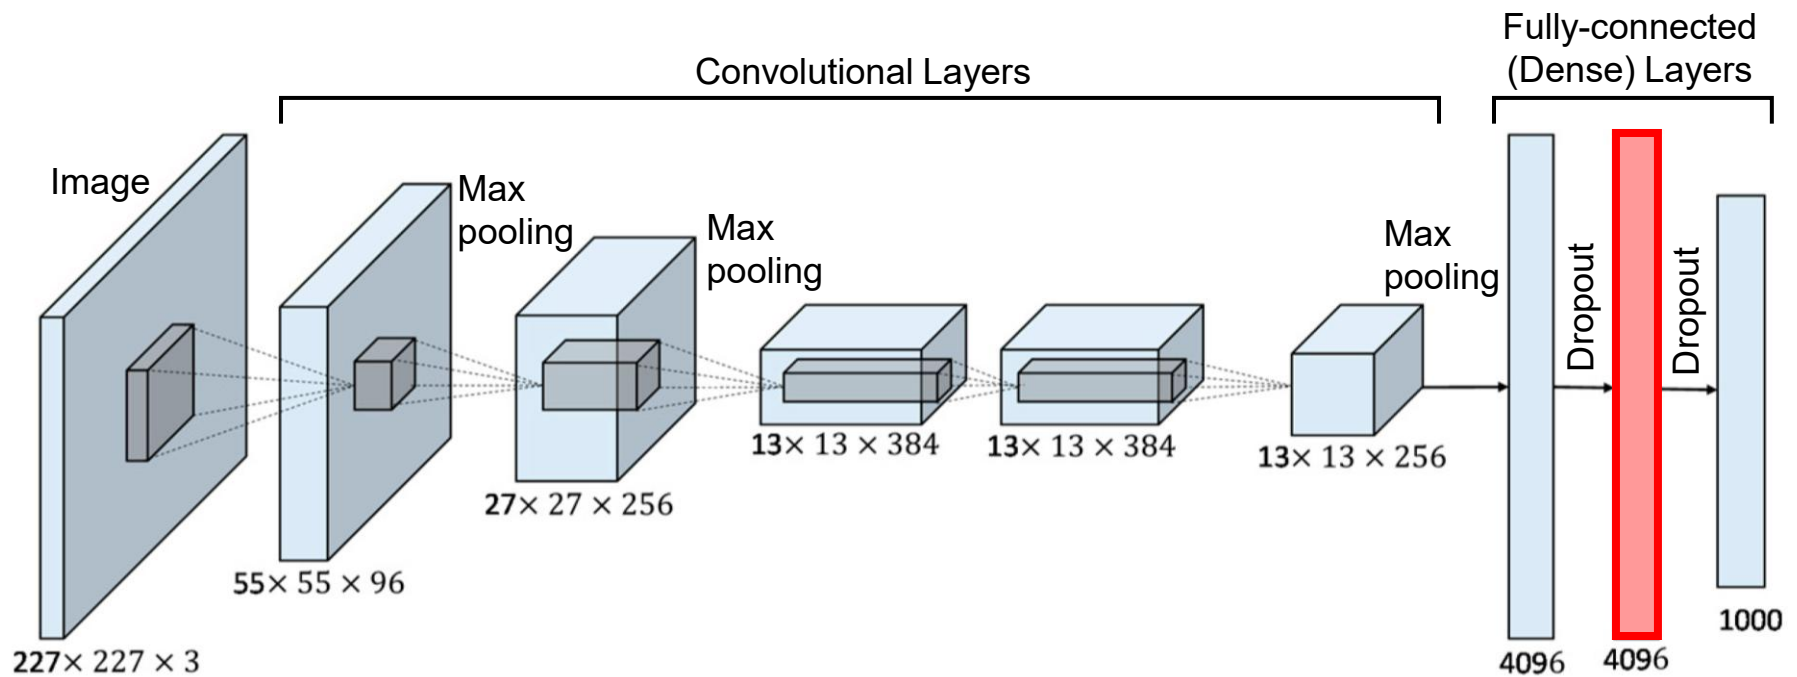 Fully-connected
(Dense) Layers
Convolutional Layers
Image
Max
pooling
Max
pooling
Max
pooling
Dropout
Dropout
13× 13 × 384
13× 13 × 384
13× 13 × 256
27× 27 × 256
55× 55 × 96
1000
227× 227 × 3
4096
4096